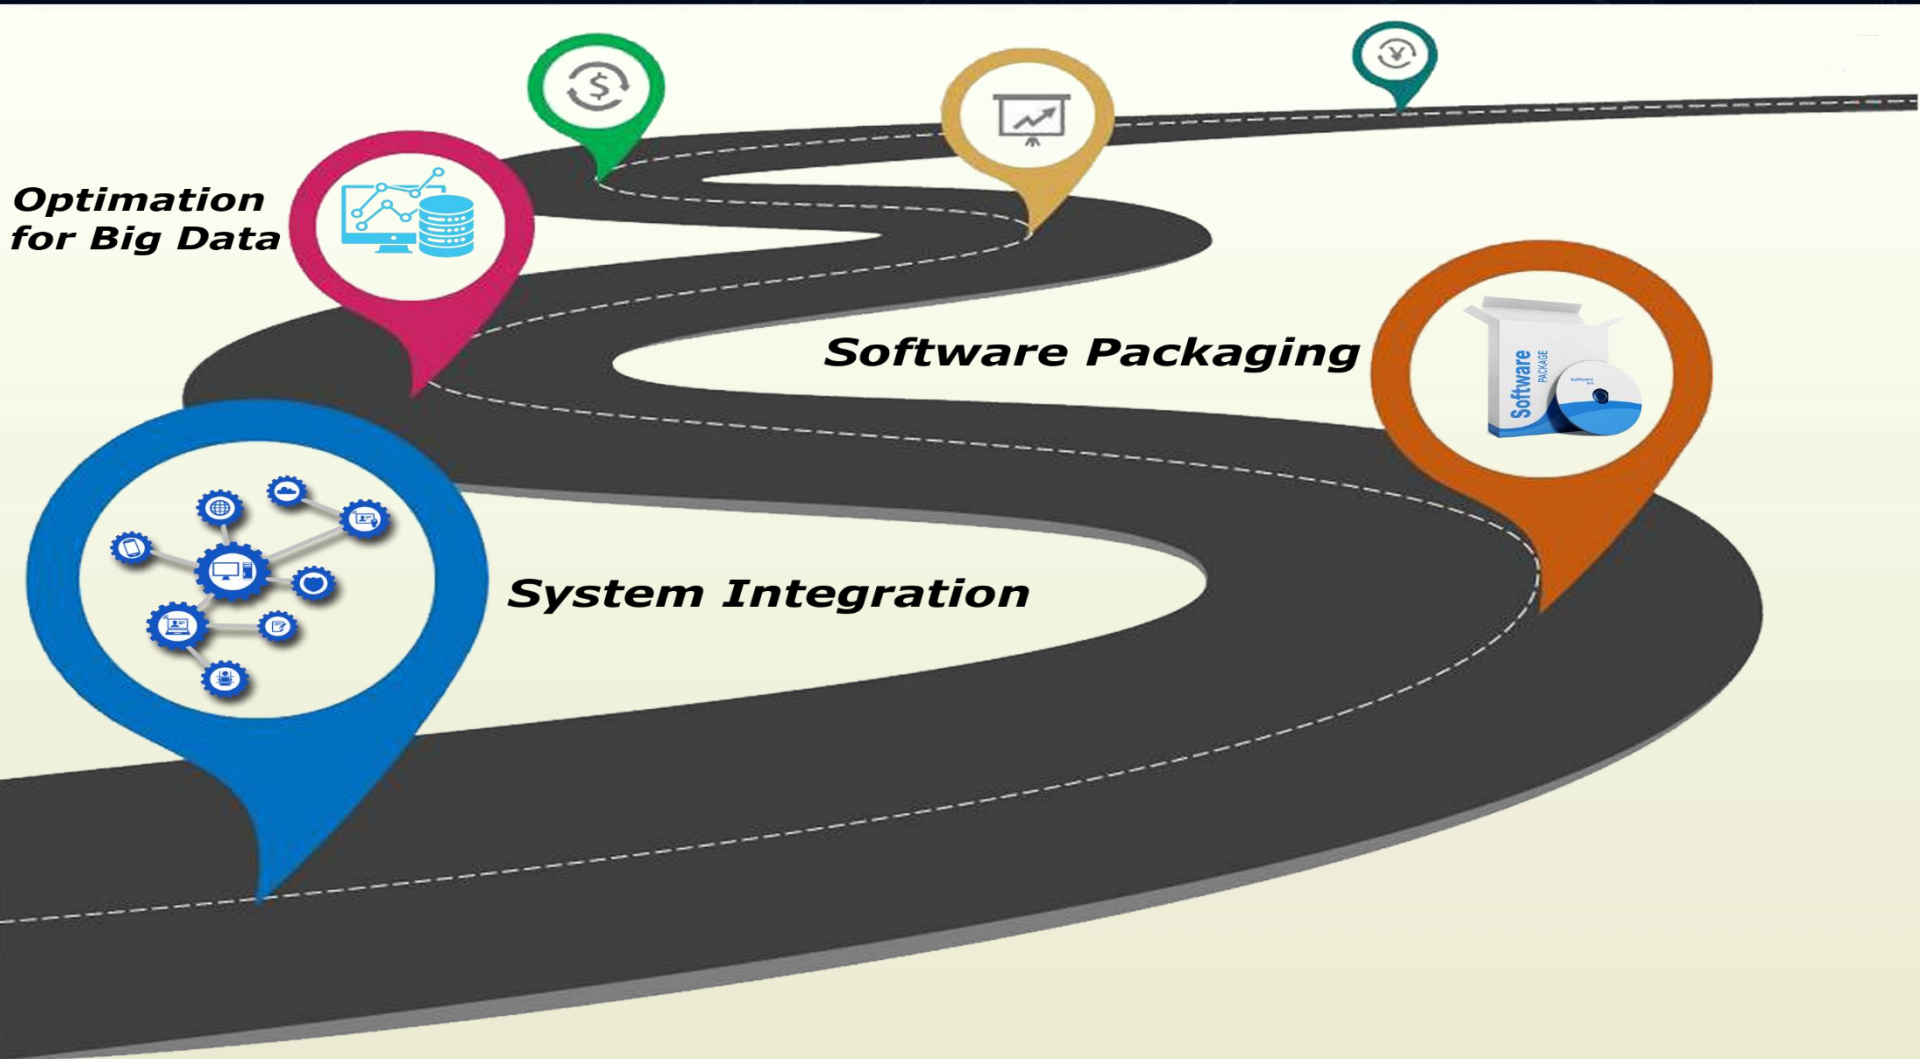 Optimation
for Big Data
Software Packaging
Software
PACKAGE
System Integration
$
¥